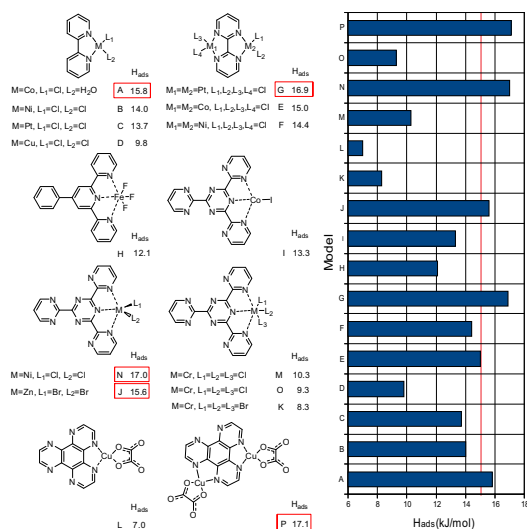 N N M L₁ L₂
L₃ L₄ M₁ N N N N M₂ L₁ L₂
Hads
Hads
M=Co, L₁=Cl, L₂=H₂O A 15.8
M=Ni, L₁=Cl, L₂=Cl B 14.0
M=Pt, L₁=Cl, L₂=Cl C 13.7
M=Cu, L₁=Cl, L₂=Cl D 9.8
M₁=M₂=Pt, L₁,L₂,L₃,L₄=Cl G 16.9
M₁=M₂=Co, L₁,L₂,L₃,L₄=Cl E 15.0
M₁=M₂=Ni, L₁,L₂,L₃,L₄=Cl F 14.4
N N N Fe F F F
Hads
H 12.1
N N N N N N N N N Co I
Hads
I 13.3
N N N N N N N N N M L₁ L₂
Hads
M=Ni, L₁=Cl, L₂=Cl N 17.0
M=Zn, L₁=Br, L₂=Br J 15.6
N N N N N N N N N M L₁ L₂ L₃
Hads
M=Cr, L₁=L₂=L₃=Cl M 10.3
M=Cr, L₁=L₂=L₃=Cl O 9.3
M=Cr, L₁=L₂=L₃=Br K 8.3
N N N N N N Cu O O O O
Hads
L 7.0
N N N N N N Cu O O O O Cu O O O O
Hads
P 17.1
Model
P
O
N
M
L
K
J
i
H
G
F
E
D
C
B
A
6 8 10 12 14 16 18
Hads(kJ/mol)